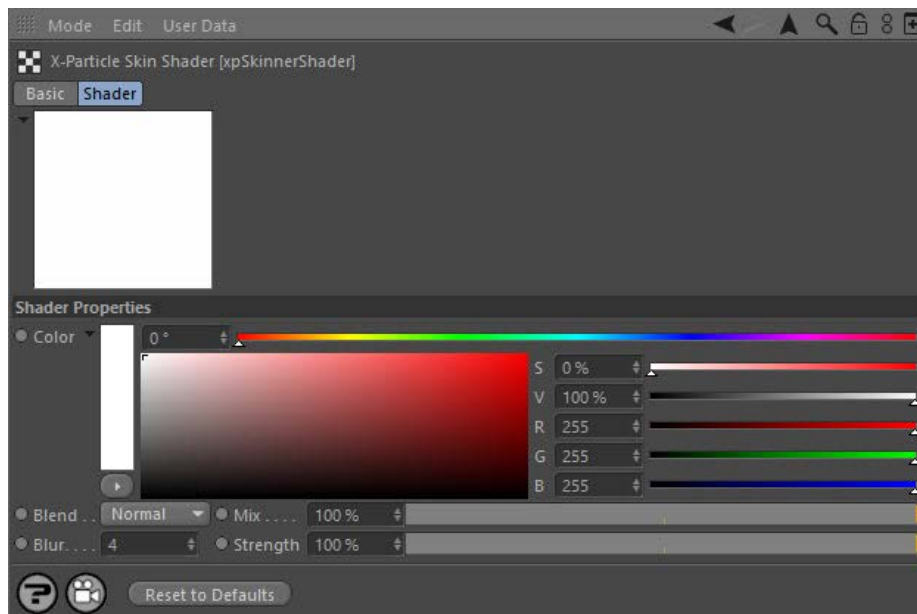 Mode Edit User Data
X-Particle Skin Shader [xpSkinnerShader]
Basic Shader
Shader Properties
Color 0 °
S 0 %
V 100 %
R 255
G 255
B 255
Blend . . Normal Mix . . . . 100 %
Blur. . . . 4 Strength 100 %
? Reset to Defaults